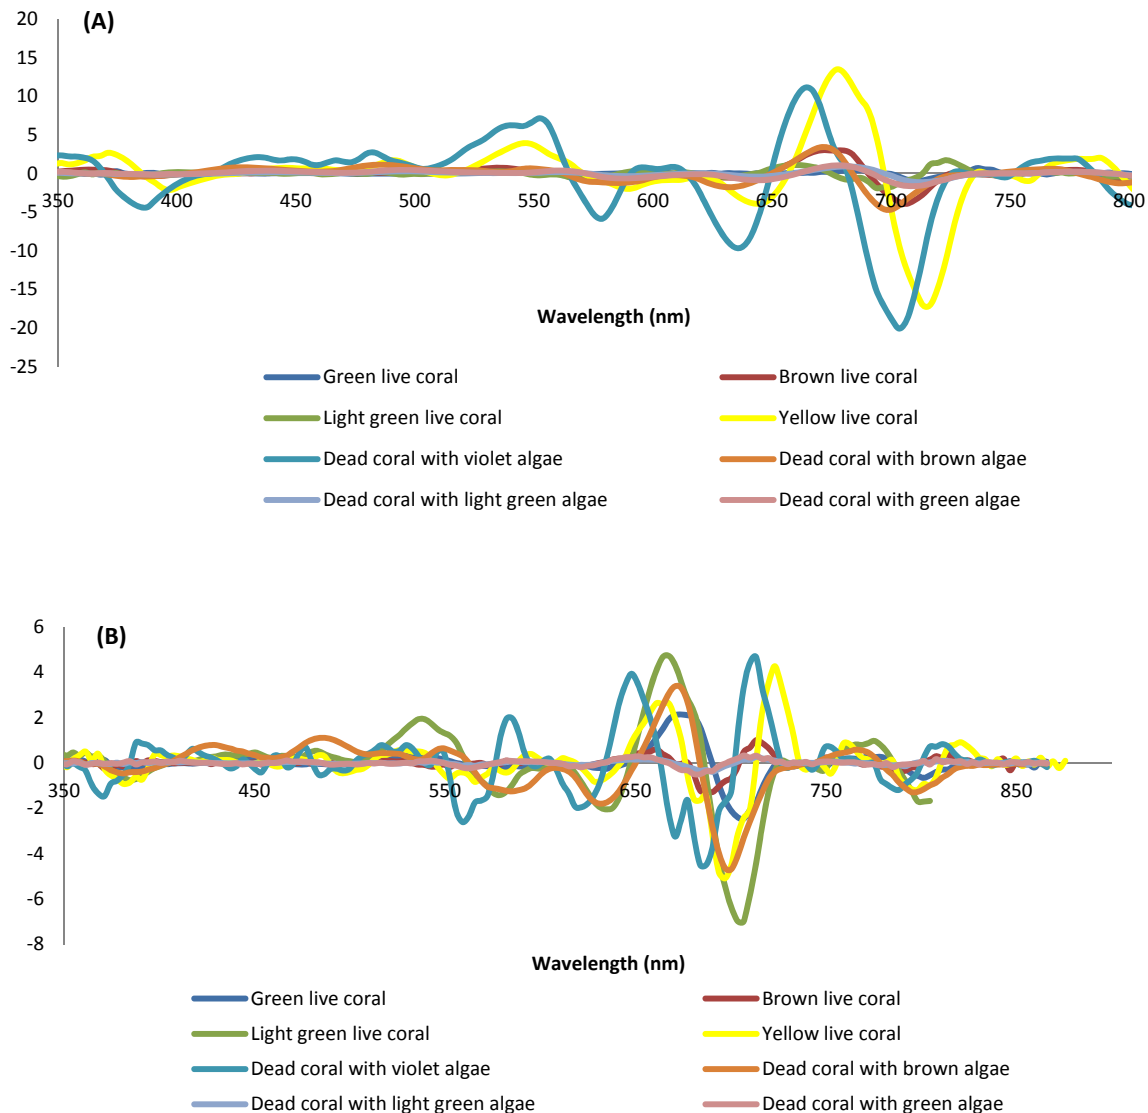 (A)
20
15
10
5
0
-5
-10
-15
-20
-25
350 400 450 500 550 600 650 700 750 800
Wavelength (nm)
Green live coral Brown live coral
Light green live coral Yellow live coral
Dead coral with violet algae Dead coral with brown algae
Dead coral with light green algae Dead coral with green algae
(B)
6
4
2
0
-2
-4
-6
-8
350 450 550 650 750 850
Wavelength (nm)
Green live coral Brown live coral
Light green live coral Yellow live coral
Dead coral with violet algae Dead coral with brown algae
Dead coral with light green algae Dead coral with green algae